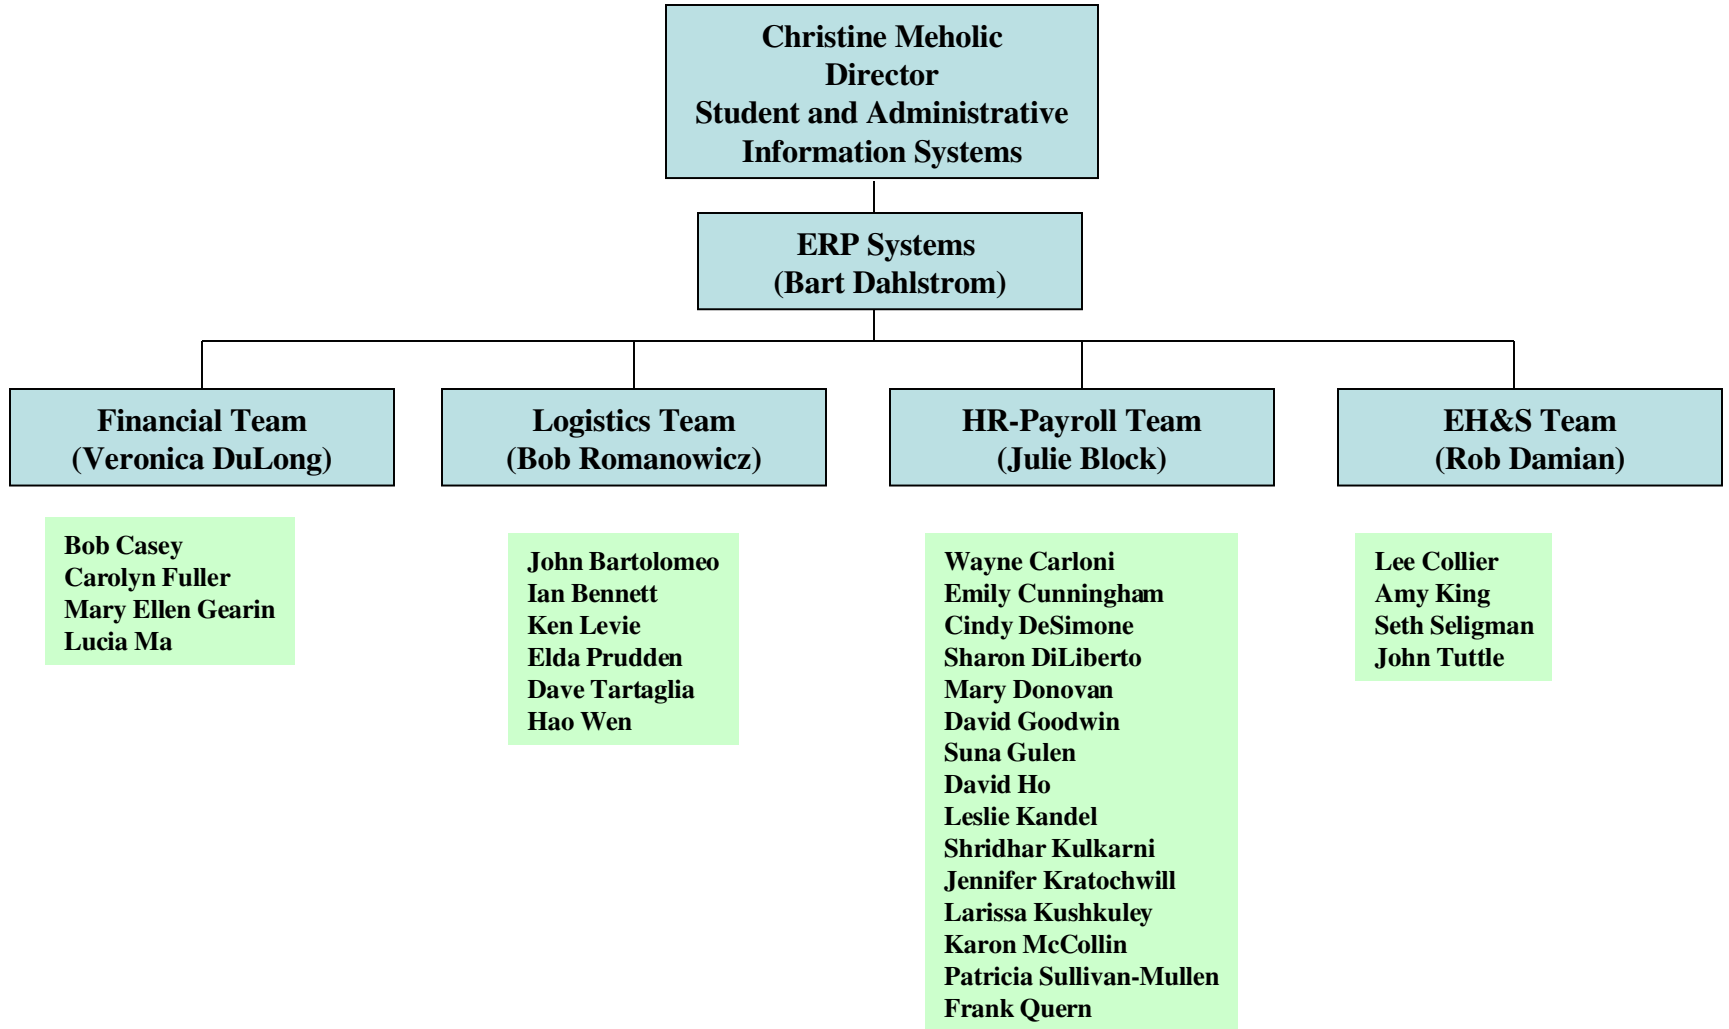 Christine Meholic
Director
Student and Administrative
Information Systems
ERP Systems
(Bart Dahlstrom)
Financial Team
(Veronica DuLong)
Logistics Team
(Bob Romanowicz)
HR-Payroll Team
(Julie Block)
EH&S Team
(Rob Damian)
Bob Casey
Carolyn Fuller
Mary Ellen Gearin
Lucia Ma
John Bartolomeo
Ian Bennett
Ken Levie
Elda Prudden
Dave Tartaglia
Hao Wen
Wayne Carloni
Emily Cunningham
Cindy DeSimone
Sharon DiLiberto
Mary Donovan
David Goodwin
Suna Gulen
David Ho
Leslie Kandel
Shridhar Kulkarni
Jennifer Kratochwill
Larissa Kushkuley
Karon McCollin
Patricia Sullivan-Mullen
Frank Quern
Lee Collier
Amy King
Seth Seligman
John Tuttle